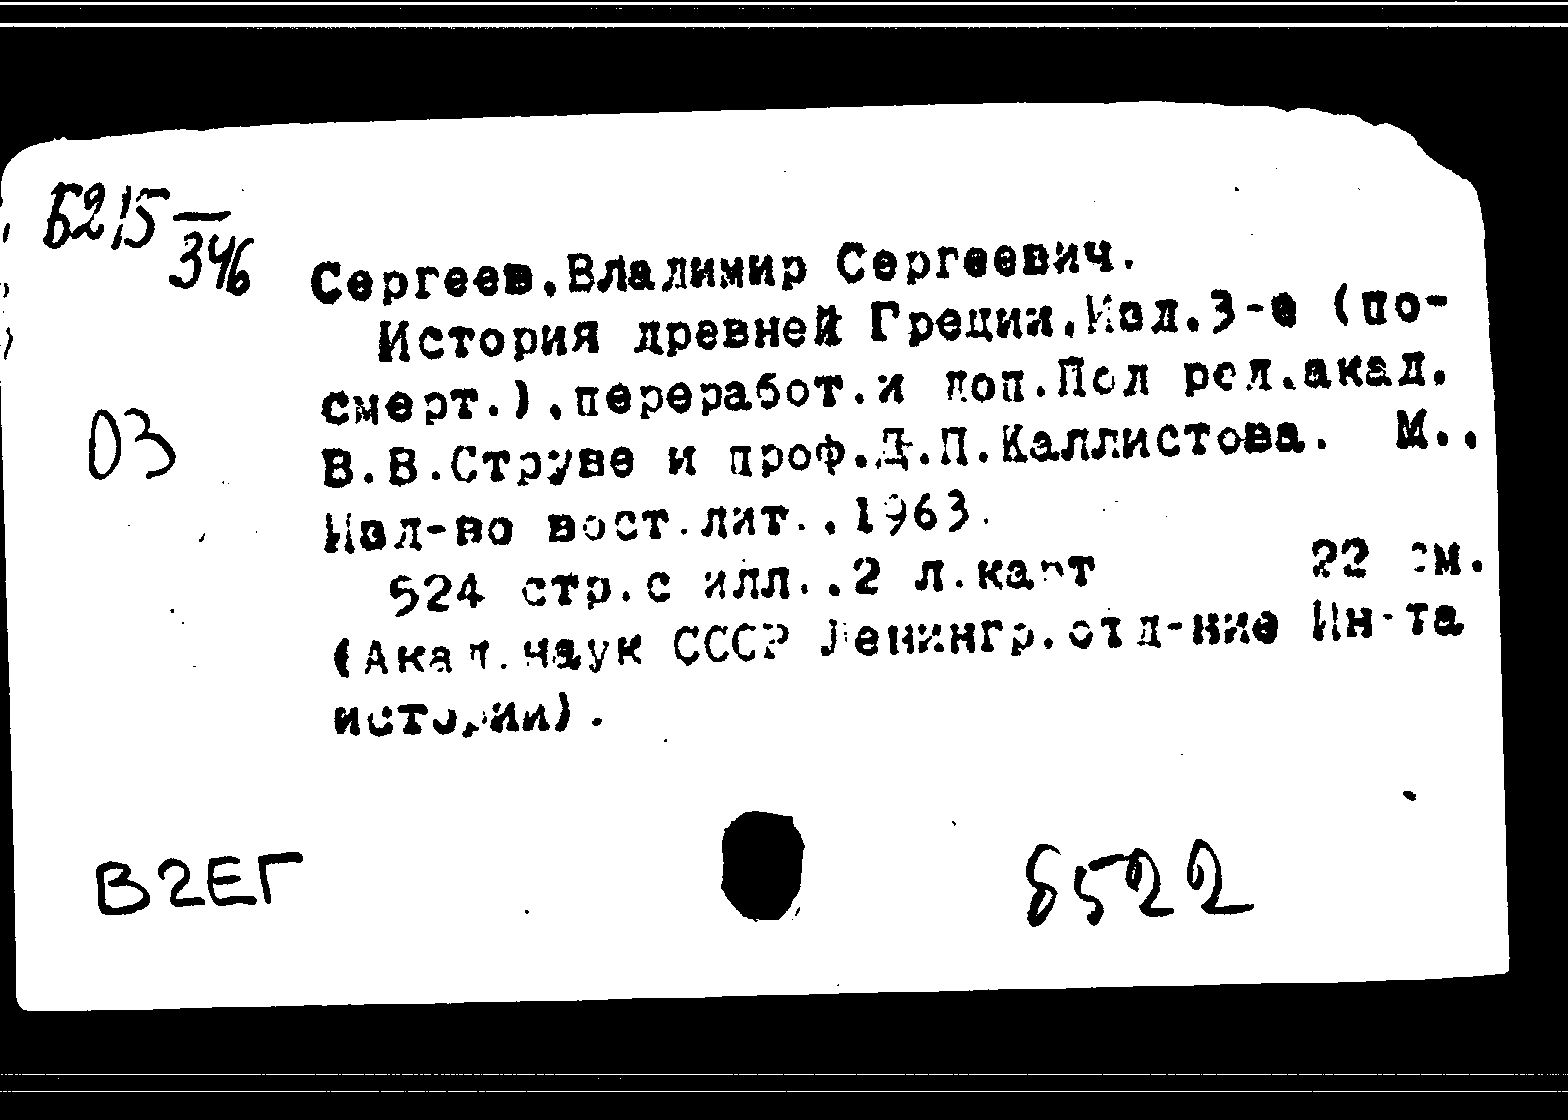 Б215
346
Сергеев,Владимир Сергеевич.
История древней Греции.Изд.3-е (по-
смерт.),переработ.и доп.Под ред.акад.
03
В.В.Струве и проф.Д.П.Каллистова. М.,
Изд-во вост.лит.,1963.
524 стр.с илл.,2 л.карт 22 см.
(Акад.наук СССР Ленингр.отд-ние Ин-та
истории).
В2ЕГ
8522